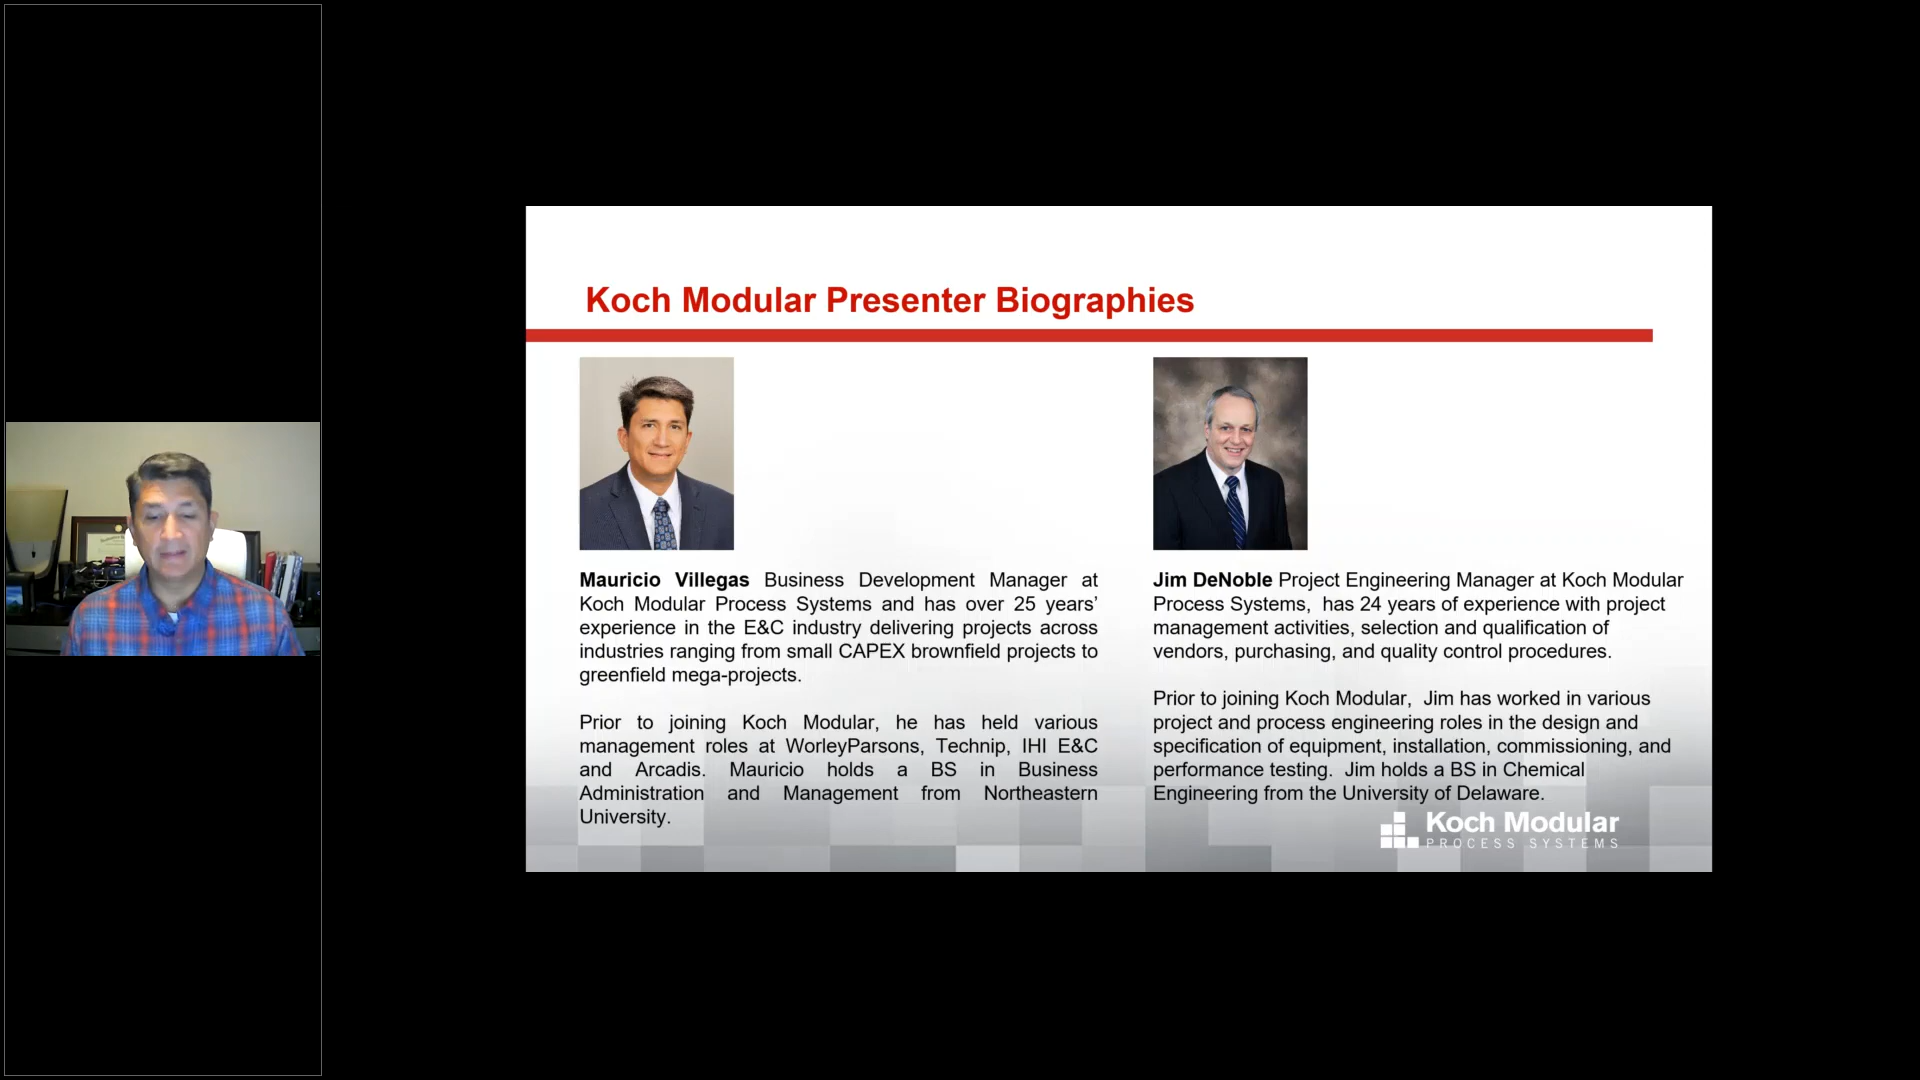 Koch Modular Presenter Biographies
Mauricio Villegas Business Development Manager at
Koch Modular Process Systems and has over 25 years’
experience in the E&C industry delivering projects across
industries ranging from small CAPEX brownfield projects to
greenfield mega-projects.
Prior to joining Koch Modular, he has held various
management roles at WorleyParsons, Technip, IHI E&C
and Arcadis. Mauricio holds a BS in Business
Administration and Management from Northeastern
University.
Jim DeNoble Project Engineering Manager at Koch Modular
Process Systems, has 24 years of experience with project
management activities, selection and qualification of
vendors, purchasing, and quality control procedures.
Prior to joining Koch Modular, Jim has worked in various
project and process engineering roles in the design and
specification of equipment, installation, commissioning, and
performance testing. Jim holds a BS in Chemical
Engineering from the University of Delaware.
Koch Modular
PROCESS SYSTEMS